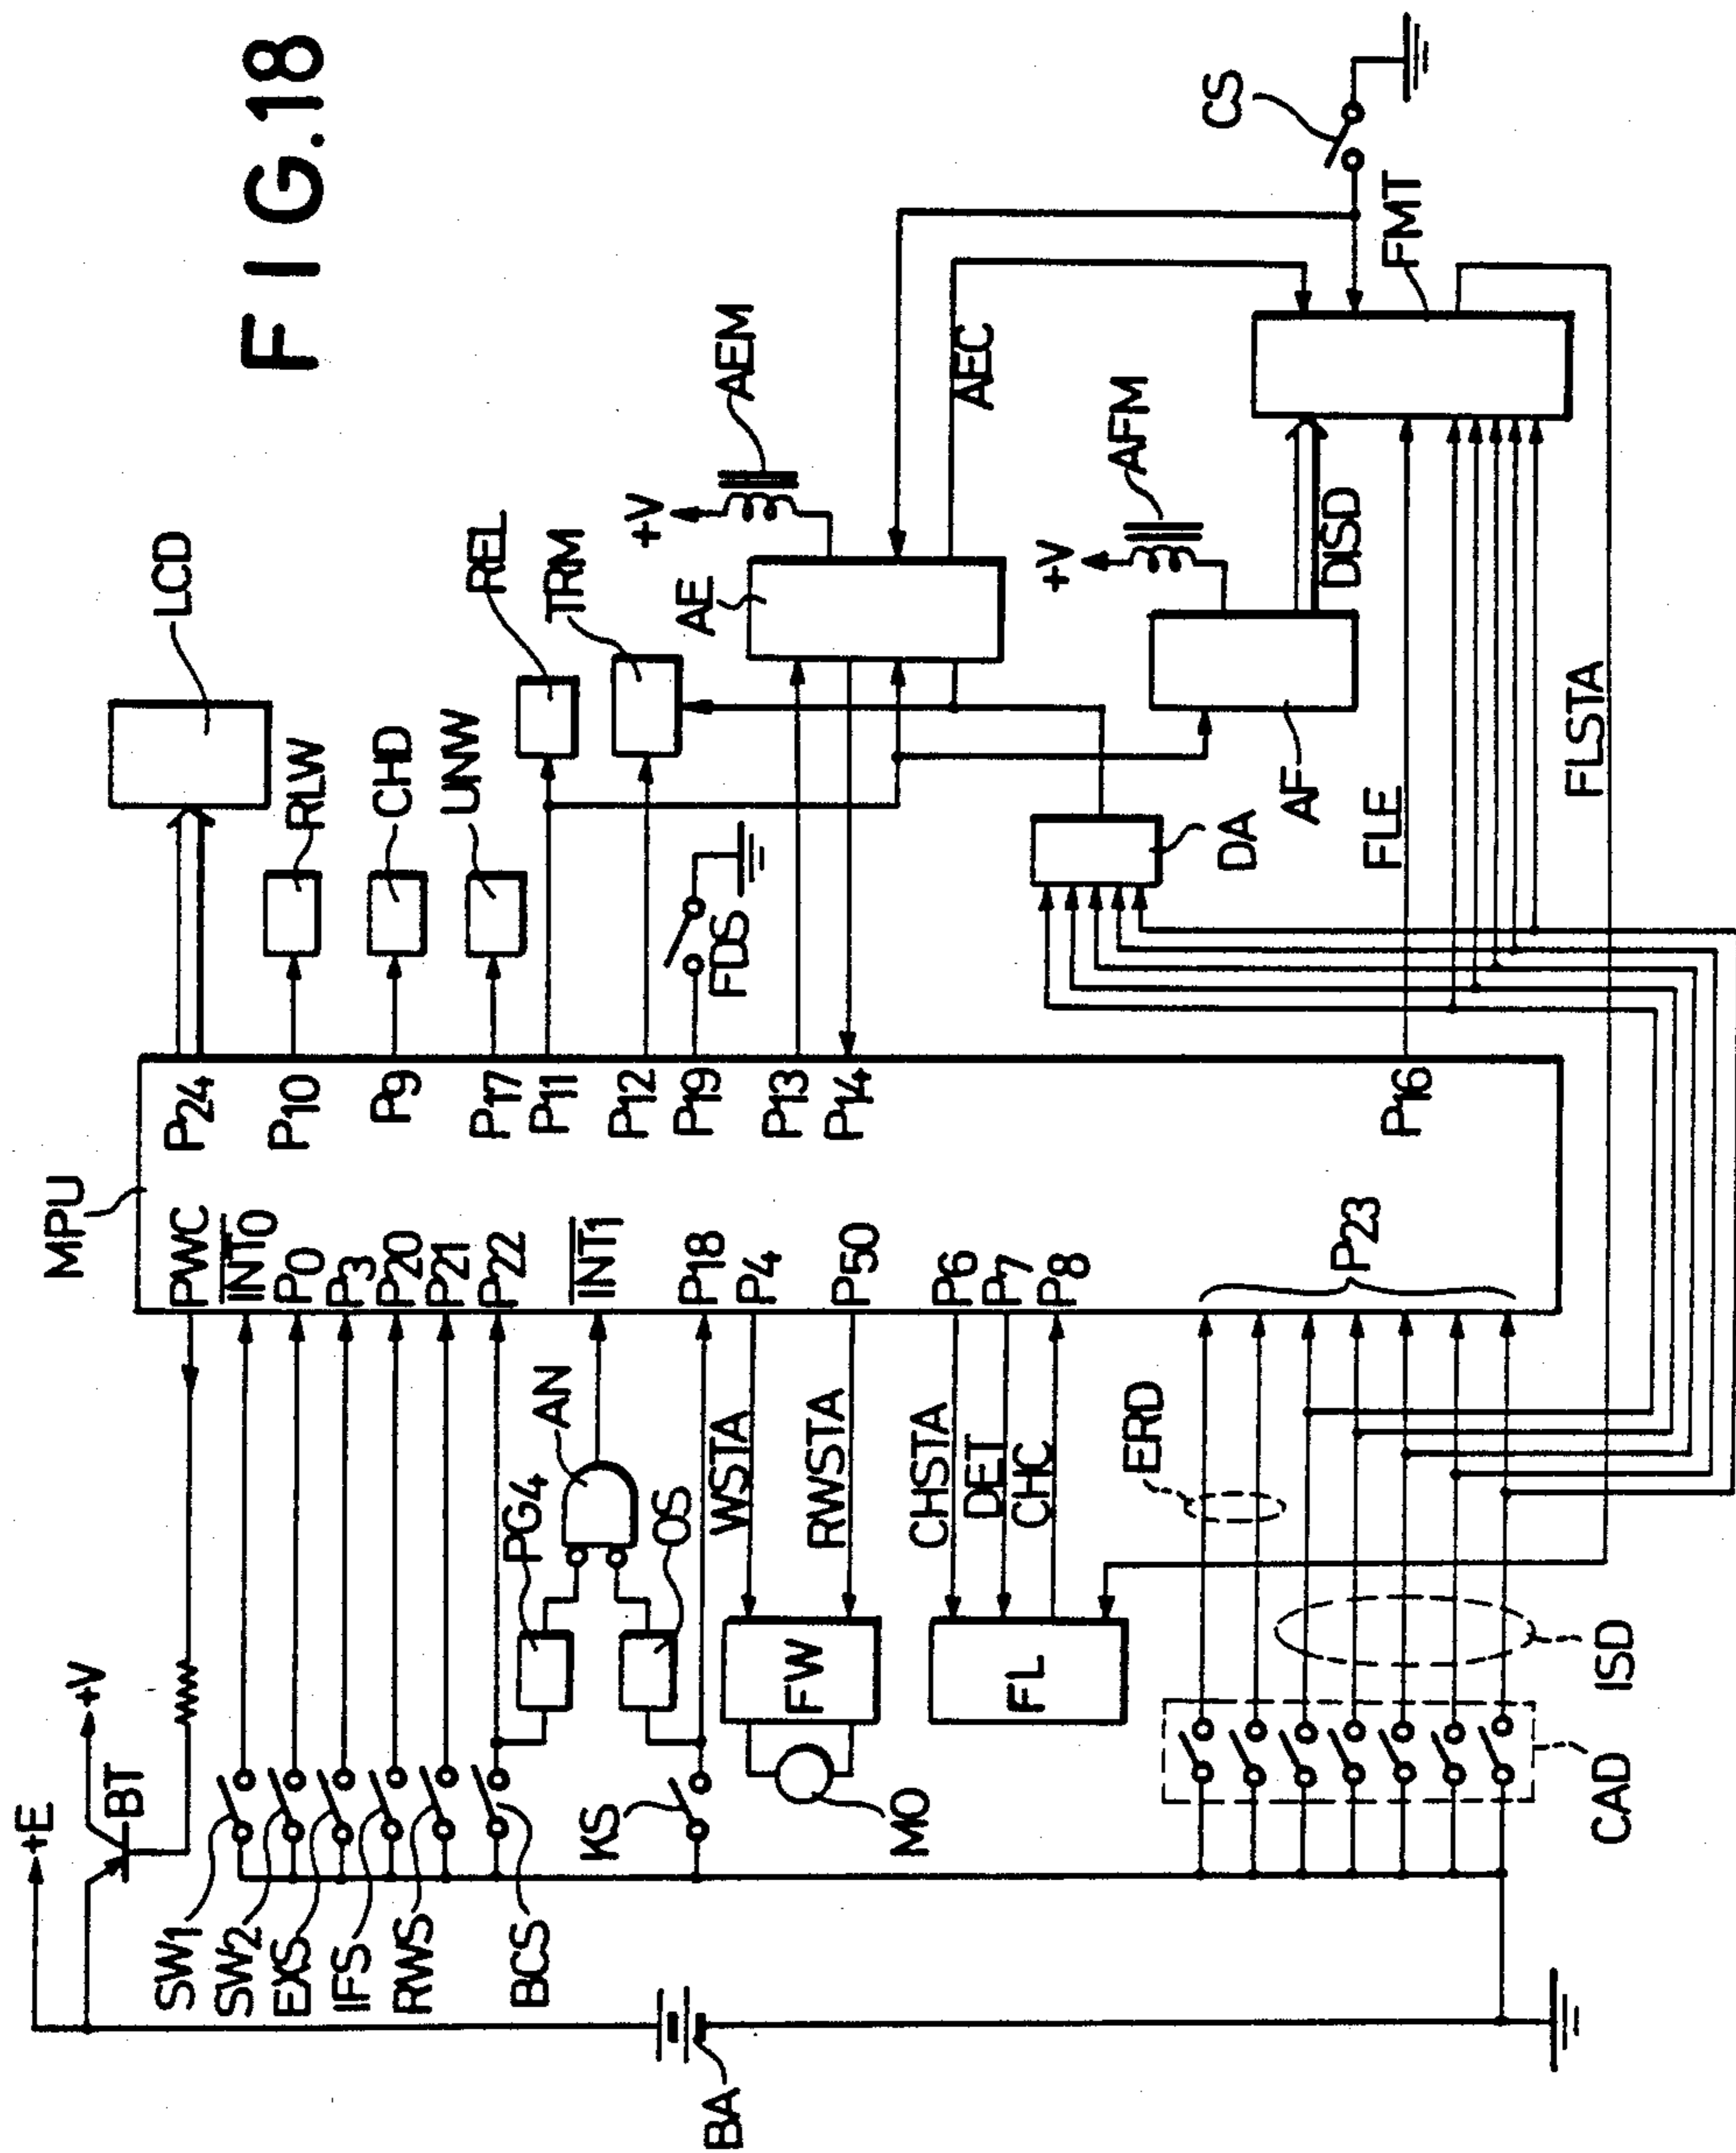 FIG.18
MPU
+E
+V
BT
PWC
INT0
P0
P3
P20
P21
P22
INT1
P18
P4
P50
P6
P7
P8
P23
P24
P10
P9
P17
P11
P12
P19
P13
P14
P16
SW1
SW2
EXS
IFS
RWS
BCS
KS
BA
PG4
AN
OS
WSTA
RWSTA
FW
MO
CHSTA
DET
CHC
FL
ERD
ISD
CAD
LCD
RLW
CHD
UNW
REL
TRM
FDS
AE
+V
AEM
AEC
+V
AFM
AF
DA
DISD
FLE
FLSTA
FMT
CS